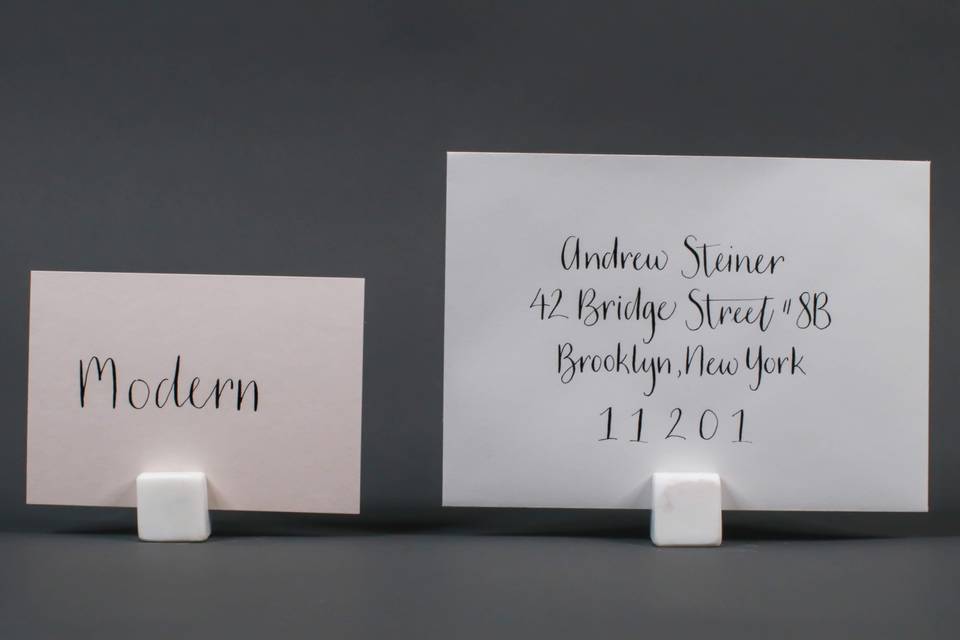 Modern
Andrew Steiner
42 Bridge Street "8B
Brooklyn, New York
11201